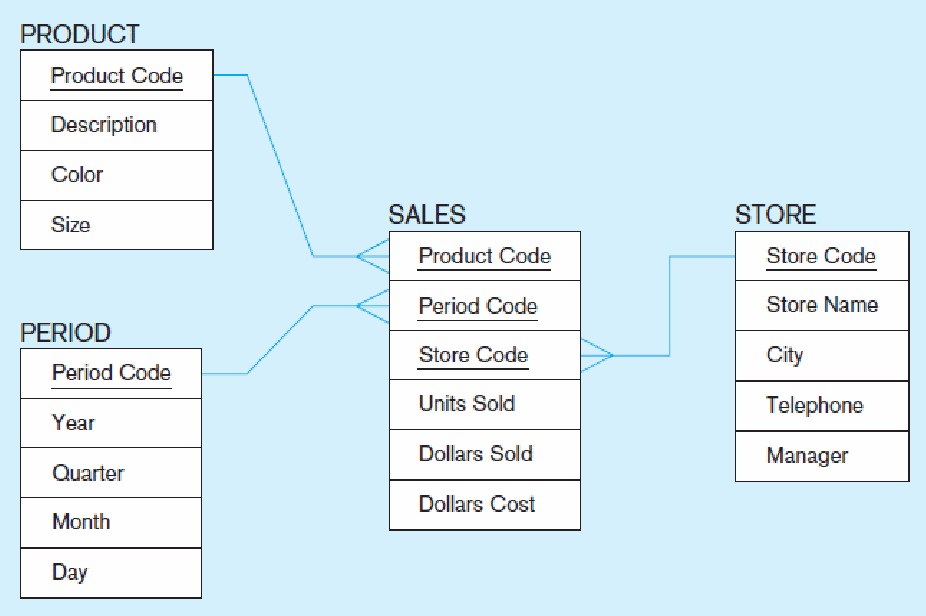 PRODUCT
Product Code
Description
Color
Size
PERIOD
Period Code
Year
Quarter
Month
Day
SALES
Product Code
Period Code
Store Code
Units Sold
Dollars Sold
Dollars Cost
STORE
Store Code
Store Name
City
Telephone
Manager